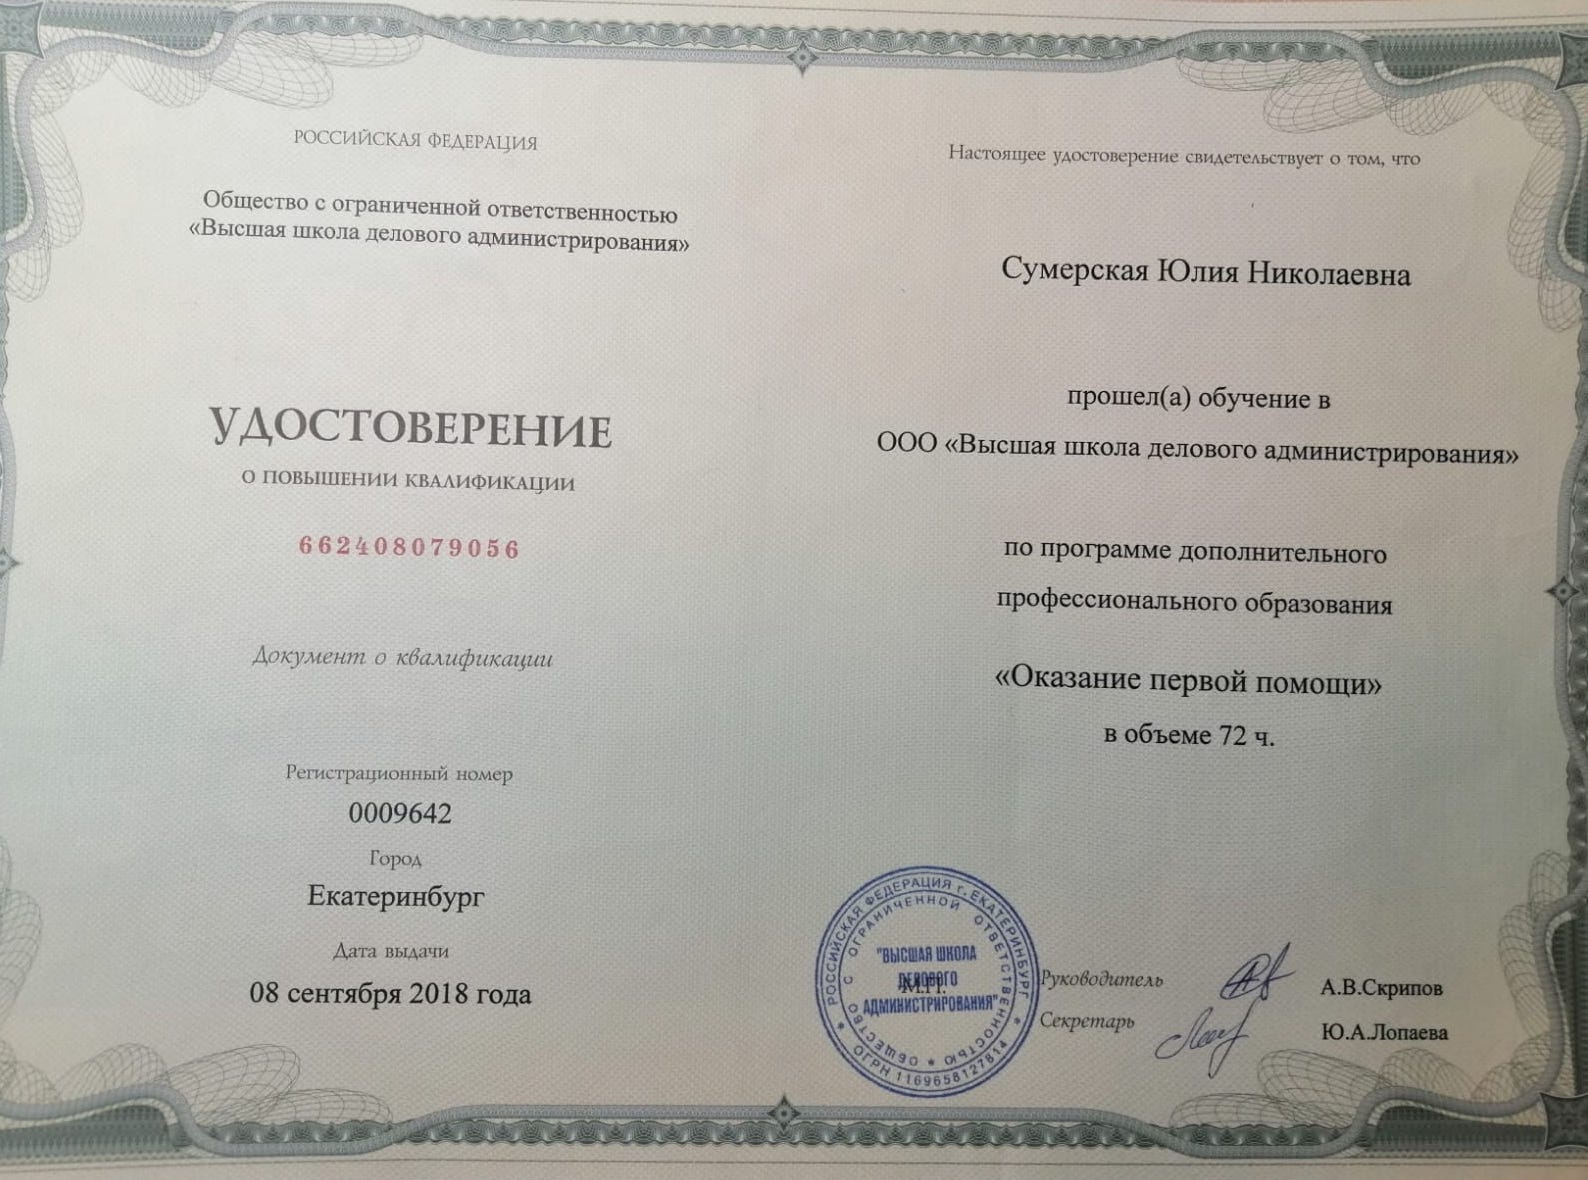 РОССИЙСКАЯ ФЕДЕРАЦИЯ
Общество с ограниченной ответственностью
«Высшая школа делового администрирования»
УДОСТОВЕРЕНИЕ
О ПОВЫШЕНИИ КВАЛИФИКАЦИИ
662408079056
Документ о квалификации
Регистрационный номер
0009642
Город
Екатеринбург
Дата выдачи
08 сентября 2018 года
Настоящее удостоверение свидетельствует о том, что
Сумерская Юлия Николаевна
прошел(а) обучение в
ООО «Высшая школа делового администрирования»
по программе дополнительного
профессионального образования
«Оказание первой помощи»
в объеме 72 ч.
РОССИЙСКАЯ ФЕДЕРАЦИЯ г. ЕКАТЕРИНБУРГ
ОБЩЕСТВО С ОГРАНИЧЕННОЙ ОТВЕТСТВЕННОСТЬЮ
"ВЫСШАЯ ШКОЛА
ДЕЛОВОГО
АДМИНИСТРИРОВАНИЯ"
М.П.
ОГРН 1169658127814
Руководитель
А.В.Скрипов
Секретарь
Ю.А.Лопаева